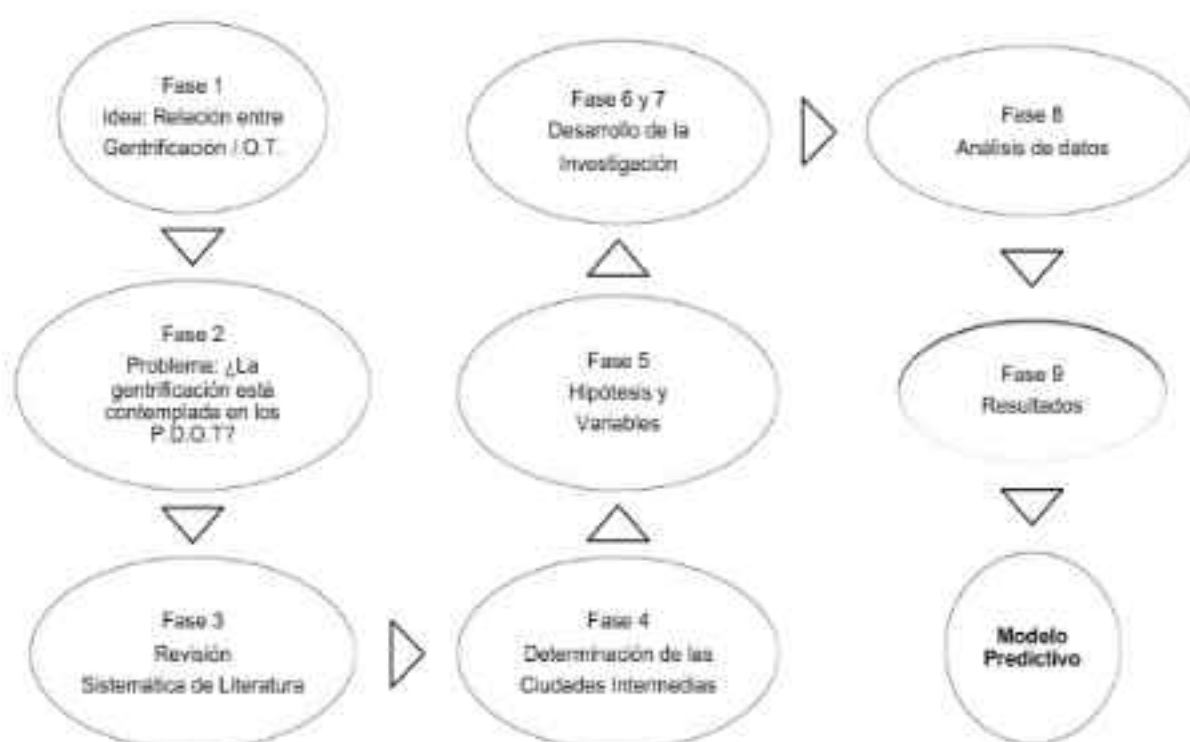 Fase 1
Idea: Relación entre
Gentrificación / O.T.
Fase 2
Problema: ¿La
gentrificación está
contemplada en los
P.D.O.T?
Fase 3
Revisión
Sistemática de Literatura
Fase 4
Determinación de las
Ciudades Intermedias
Fase 5
Hipótesis y
Variables
Fase 6 y 7
Desarrollo de la
Investigación
Fase 8
Análisis de datos
Fase 9
Resultados
Modelo
Predictivo